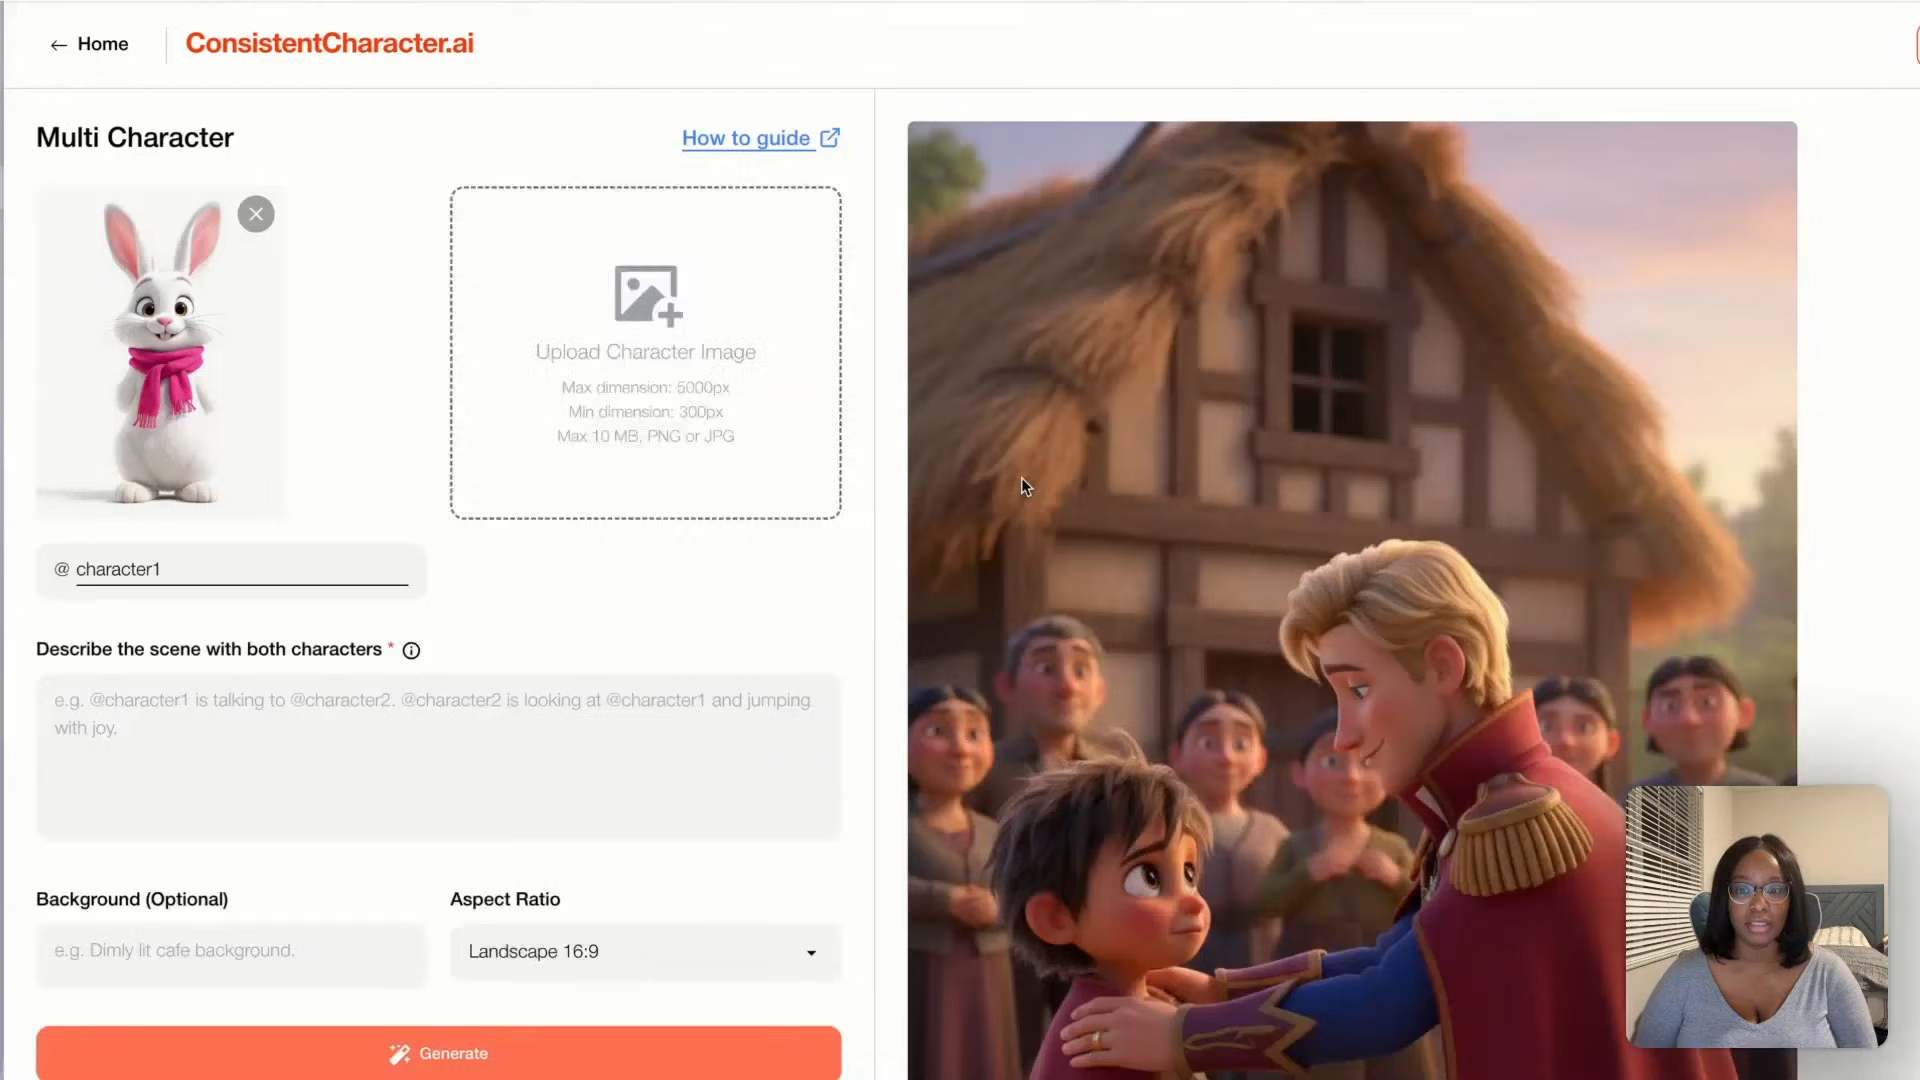 ← Home
ConsistentCharacter.ai
Multi Character
How to guide
Upload Character Image
Max dimension: 5000px
Min dimension: 300px
Max 10 MB, PNG or JPG
@ character1
Describe the scene with both characters *
e.g. @character1 is talking to @character2. @character2 is looking at @character1 and jumping
with joy.
Background (Optional)
Aspect Ratio
e.g. Dimly lit cafe background.
Landscape 16:9
Generate